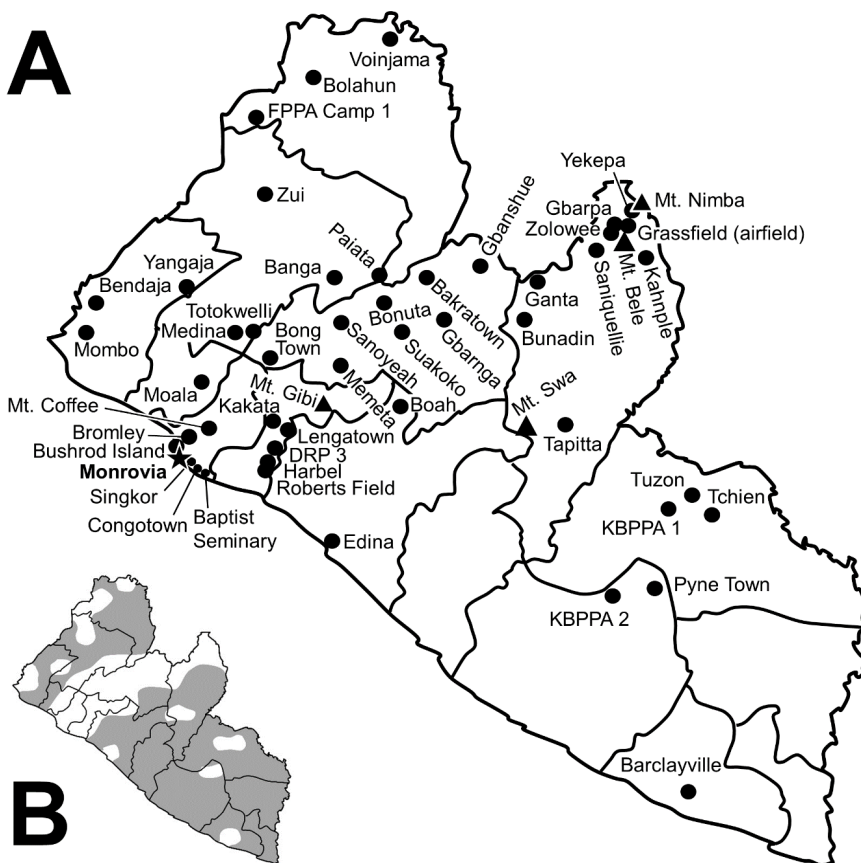 A
Voinjama
Bolahun
FPPA Camp 1
Yekepa
Mt. Nimba
Zui
Gbarpa
Zolowee
Grassfield (airfield)
Gbanshue
Paiata
Saniquellie
Mt. Bele
Kahnple
Yangaja
Banga
Bendaja
Bakratown
Ganta
Totokwelli
Bonuta
Medina
Bong
Town
Sanoyeah
Suakoko
Gbarnga
Bunadin
Mombo
Moala
Mt. Gibi
Memeta
Boah
Mt. Swa
Mt. Coffee
Kakata
Tapitta
Bromley
Lengatown
Bushrod Island
DRP 3
Monrovia
Harbel
Singkor
Roberts Field
Tuzon
Tchien
Congotown
Baptist
Seminary
KBPPA 1
Edina
Pyne Town
KBPPA 2
Barclayville
B